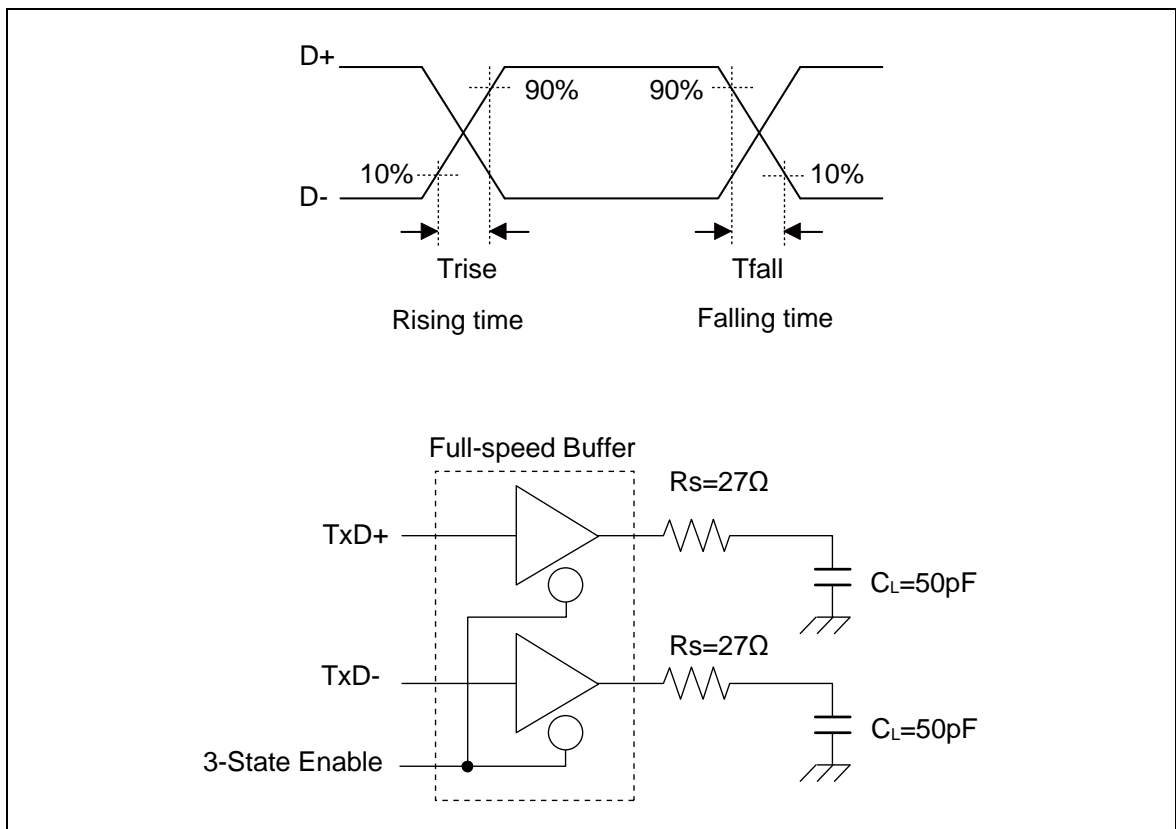 D+
90% 90%
10% 10%
D-
Trise Tfall
Rising time Falling time
Full-speed Buffer
Rs=27Ω
TxD+
CL=50pF
Rs=27Ω
TxD-
CL=50pF
3-State Enable